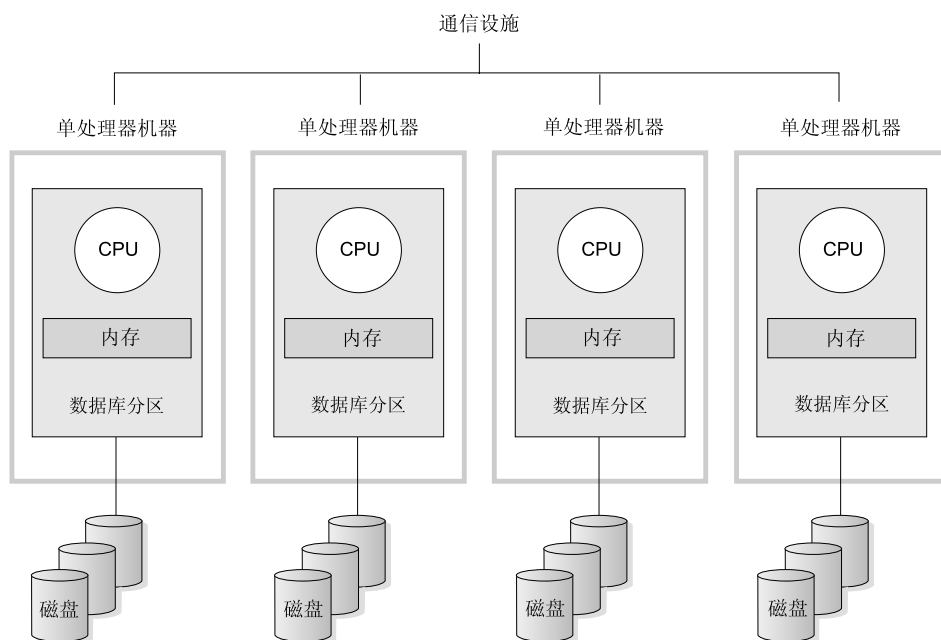 通信设施
单处理器机器 单处理器机器 单处理器机器 单处理器机器
CPU CPU CPU CPU
内存 内存 内存 内存
数据库分区 数据库分区 数据库分区 数据库分区
磁盘 磁盘 磁盘 磁盘